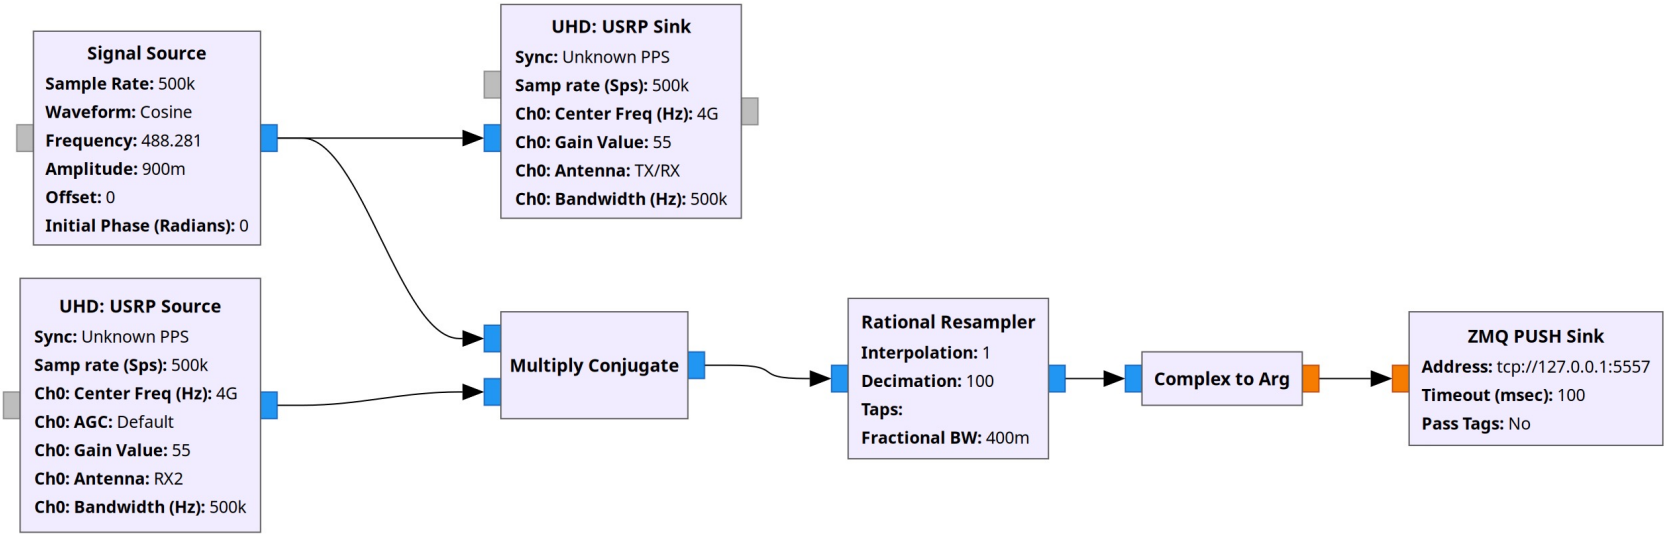 Signal Source
Sample Rate: 500k
Waveform: Cosine
Frequency: 488.281
Amplitude: 900m
Offset: 0
Initial Phase (Radians): 0
UHD: USRP Sink
Sync: Unknown PPS
Samp rate (Sps): 500k
Ch0: Center Freq (Hz): 4G
Ch0: Gain Value: 55
Ch0: Antenna: TX/RX
Ch0: Bandwidth (Hz): 500k
UHD: USRP Source
Sync: Unknown PPS
Samp rate (Sps): 500k
Ch0: Center Freq (Hz): 4G
Ch0: AGC: Default
Ch0: Gain Value: 55
Ch0: Antenna: RX2
Ch0: Bandwidth (Hz): 500k
Multiply Conjugate
Rational Resampler
Interpolation: 1
Decimation: 100
Taps:
Fractional BW: 400m
Complex to Arg
ZMQ PUSH Sink
Address: tcp://127.0.0.1:5557
Timeout (msec): 100
Pass Tags: No